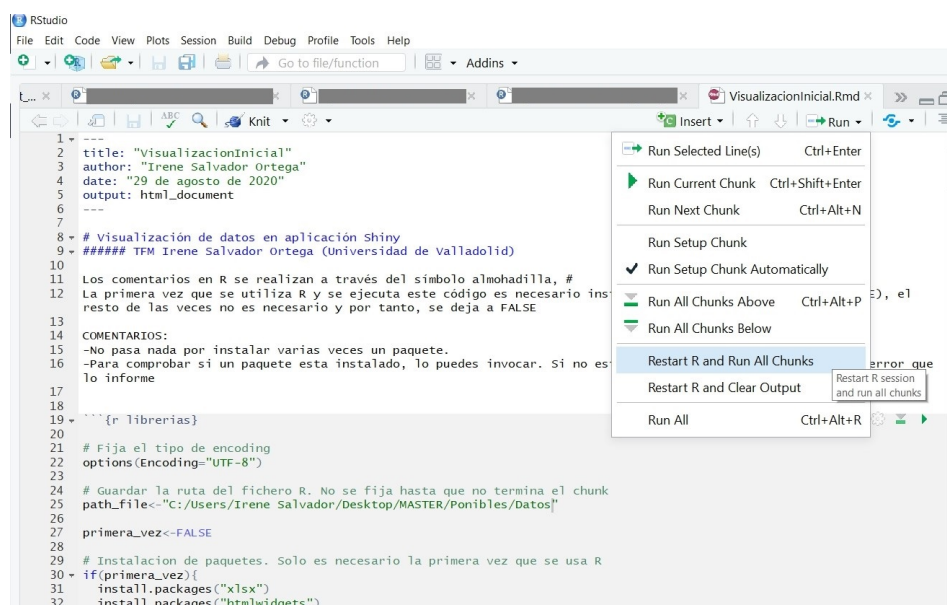 RStudio
File Edit Code View Plots Session Build Debug Profile Tools Help
Go to file/function Addins
t_... VisualizacionInicial.Rmd
ABC Knit Insert Run
1 ---
2 title: "VisualizacionInicial"
3 author: "Irene Salvador Ortega"
4 date: "29 de agosto de 2020"
5 output: html_document
6 ---
7
8 # Visualización de datos en aplicación Shiny
9 ###### TFM Irene Salvador Ortega (Universidad de Valladolid)
10
11 Los comentarios en R se realizan a través del símbolo almohadilla, #
12 La primera vez que se utiliza R y se ejecuta este código es necesario ins E), el
resto de las veces no es necesario y por tanto, se deja a FALSE
13
14 COMENTARIOS:
15 -No pasa nada por instalar varias veces un paquete.
16 -Para comprobar si un paquete esta instalado, lo puedes invocar. Si no es error que
lo informe
17
18
19 ```{r librerias}
20
21 # Fija el tipo de encoding
22 options(Encoding="UTF-8")
23
24 # Guardar la ruta del fichero R. No se fija hasta que no termina el chunk
25 path_file<-"C:/Users/Irene Salvador/Desktop/MASTER/Ponibles/Datos"
26
27 primera_vez<-FALSE
28
29 # Instalacion de paquetes. Solo es necesario la primera vez que se usa R
30 if(primera_vez){
31 install.packages("xlsx")
32 install.packages("htmlwidgets")
Run Selected Line(s) Ctrl+Enter
Run Current Chunk Ctrl+Shift+Enter
Run Next Chunk Ctrl+Alt+N
Run Setup Chunk
Run Setup Chunk Automatically
Run All Chunks Above Ctrl+Alt+P
Run All Chunks Below
Restart R and Run All Chunks
Restart R and Clear Output
Run All Ctrl+Alt+R
Restart R session
and run all chunks